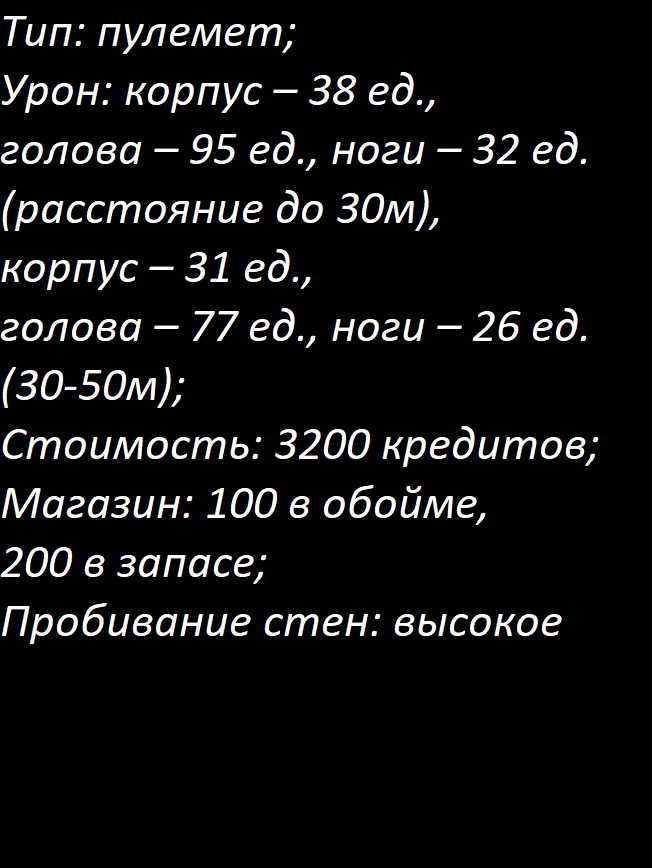 Тип: пулемет;
Урон: корпус – 38 ед.,
голова – 95 ед., ноги – 32 ед.
(расстояние до 30м),
корпус – 31 ед.,
голова – 77 ед., ноги – 26 ед.
(30-50м);
Стоимость: 3200 кредитов;
Магазин: 100 в обойме,
200 в запасе;
Пробивание стен: высокое